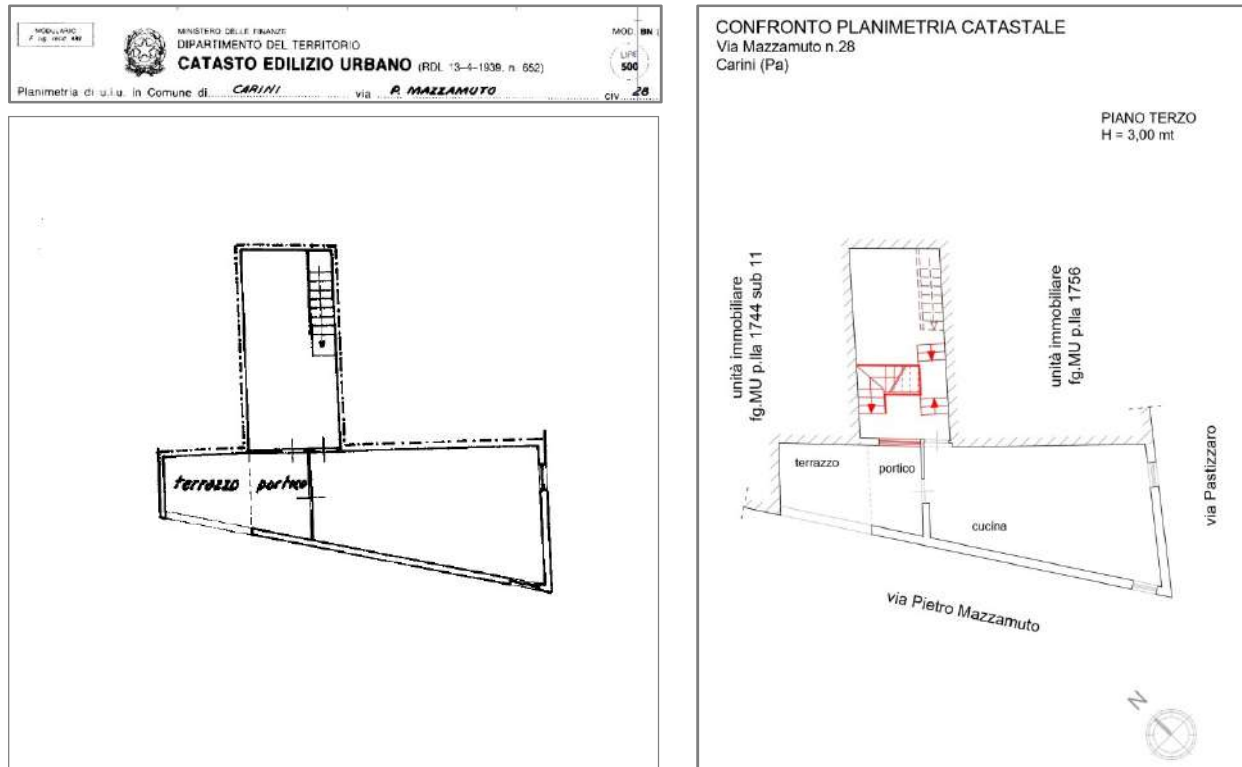 MODULARIO
MINISTERO DELLE FINANZE
DIPARTIMENTO DEL TERRITORIO
CATASTO EDILIZIO URBANO (RDL 13-4-1939, n. 652)
MOD. BN
LIRE
500
Planimetria di u.i.u. in Comune di CARINI via P. MAZZAMUTO civ 28
terrazzo portico
CONFRONTO PLANIMETRIA CATASTALE
Via Mazzamuto n.28
Carini (Pa)
PIANO TERZO
H = 3,00 mt
unità immobiliare
fg.MU p.lla 1744 sub 11
unità immobiliare
fg.MU p.lla 1756
terrazzo
portico
cucina
via Pastizzaro
via Pietro Mazzamuto
N